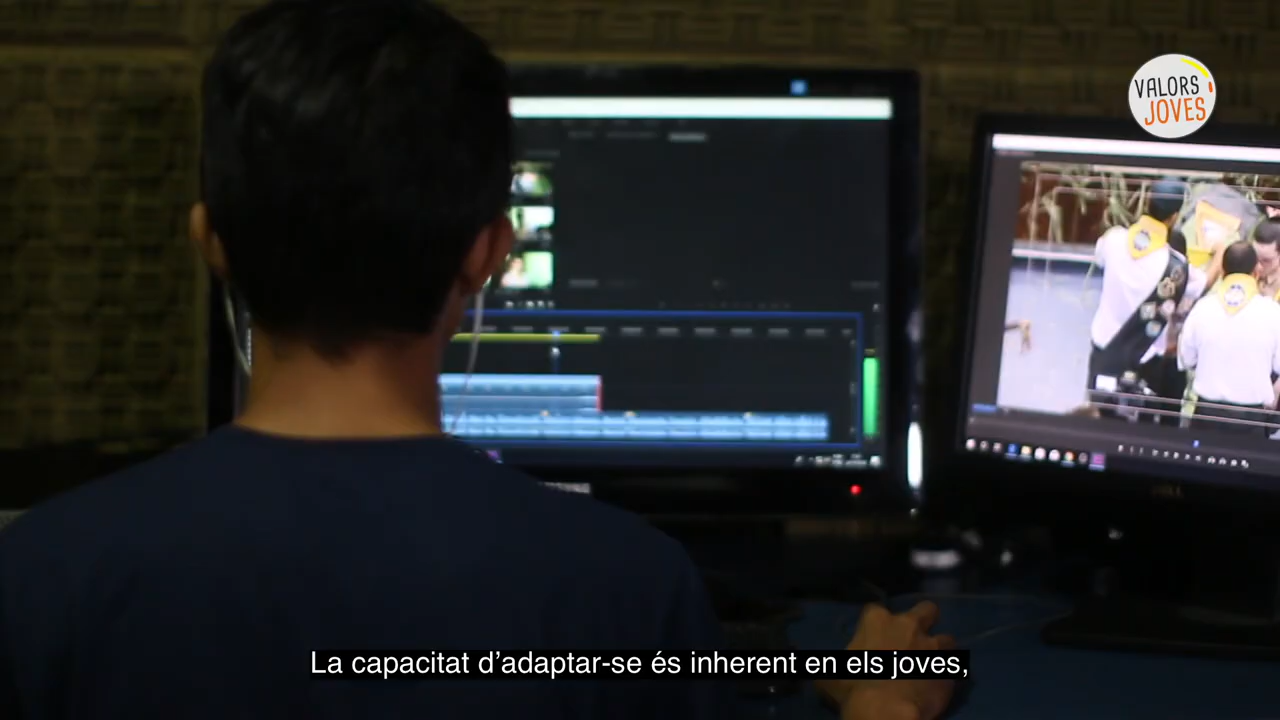 VALORS
JOVES
La capacitat d’adaptar-se és inherent en els joves,